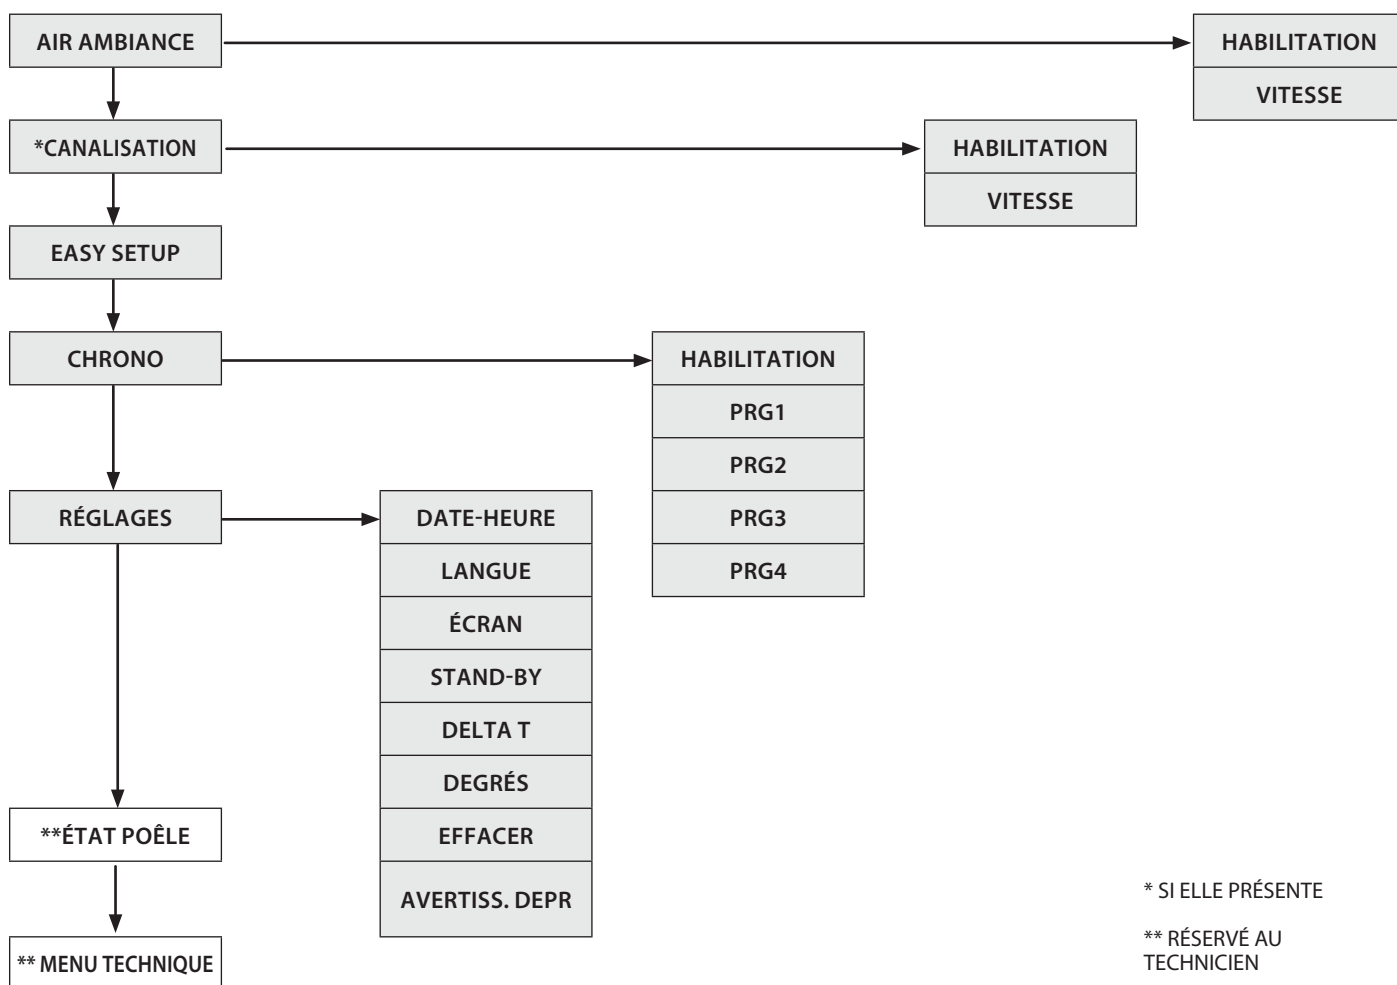 AIR AMBIANCE
HABILITATION
VITESSE
*CANALISATION
HABILITATION
VITESSE
EASY SETUP
CHRONO
HABILITATION
PRG1
PRG2
PRG3
PRG4
RÉGLAGES
DATE-HEURE
LANGUE
ÉCRAN
STAND-BY
DELTA T
DEGRÉS
EFFACER
AVERTISS. DEPR
**ÉTAT POÊLE
** MENU TECHNIQUE
* SI ELLE PRÉSENTE
** RÉSERVÉ AU
TECHNICIEN